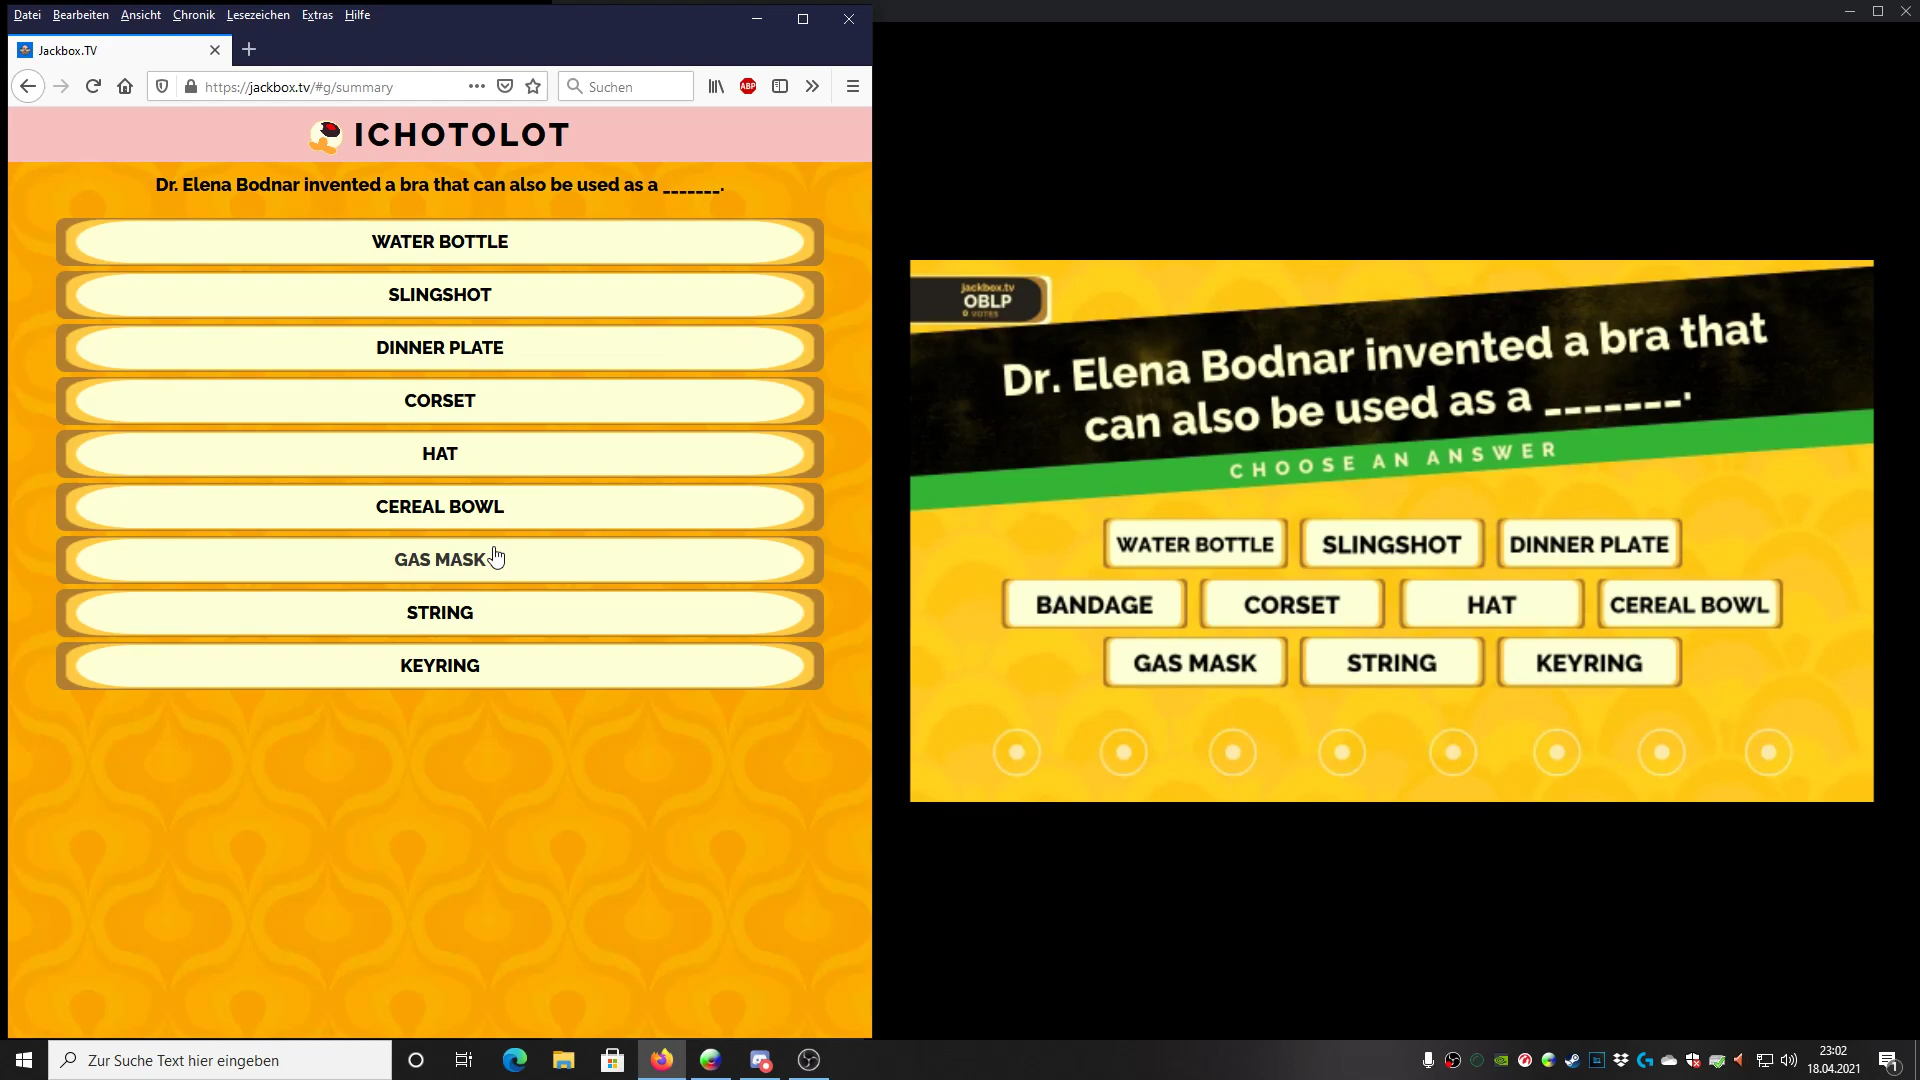 Datei Bearbeiten Ansicht Chronik Lesezeichen Extras Hilfe
Jackbox.TV
https://jackbox.tv/#g/summary
Suchen
ABP
ICHOTOLOT
Dr. Elena Bodnar invented a bra that can also be used as a _______.
WATER BOTTLE
SLINGSHOT
DINNER PLATE
CORSET
HAT
CEREAL BOWL
GAS MASK
STRING
KEYRING
jackbox.tv
OBLP
0 VOTES
Dr. Elena Bodnar invented a bra that
can also be used as a _______.
CHOOSE AN ANSWER
WATER BOTTLE SLINGSHOT DINNER PLATE
BANDAGE CORSET HAT CEREAL BOWL
GAS MASK STRING KEYRING
Zur Suche Text hier eingeben
23:02
18.04.2021
1